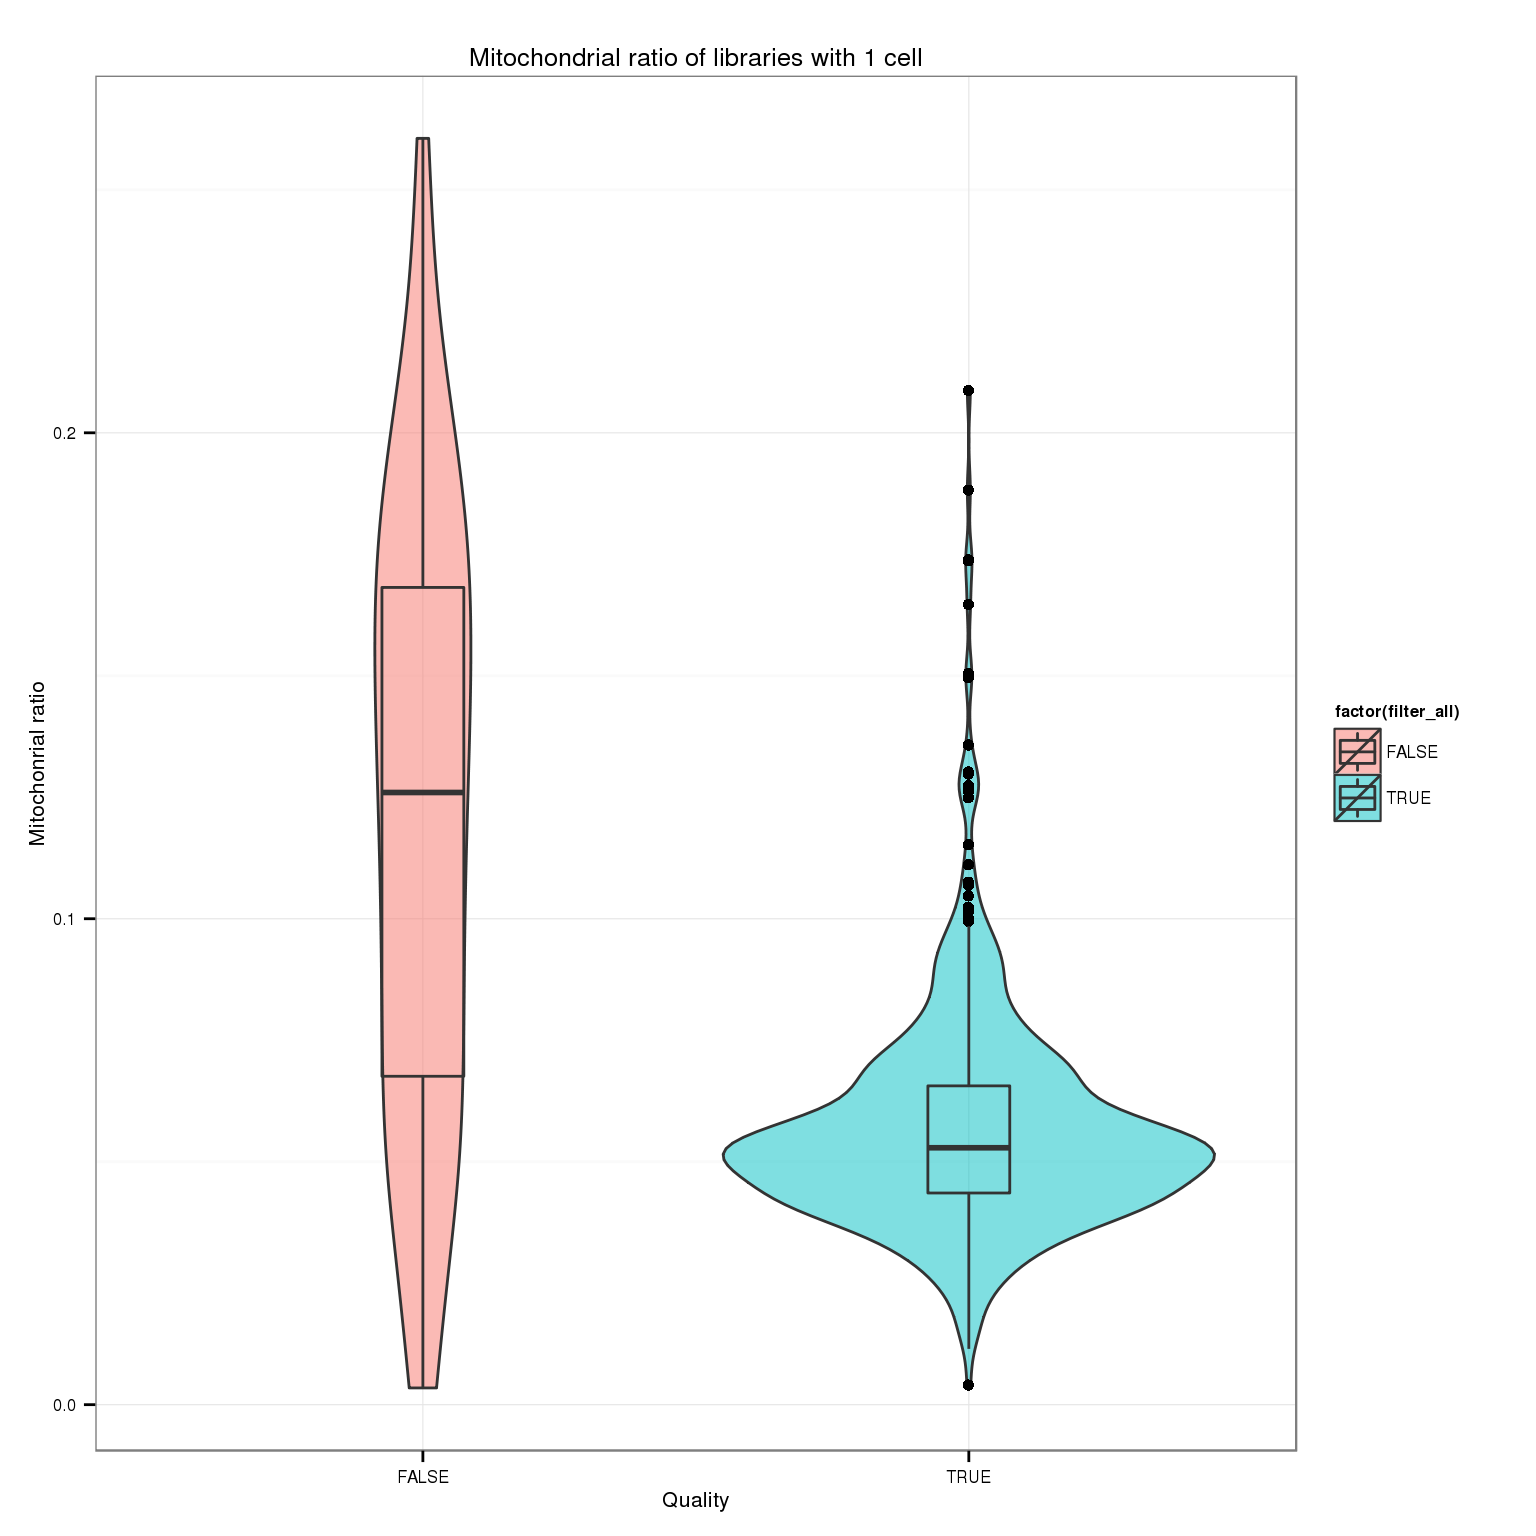 Mitochondrial ratio of libraries with 1 cell
Mitochonrial ratio
0.2
0.1
0.0
FALSE
TRUE
Quality
factor(filter_all)
FALSE
TRUE